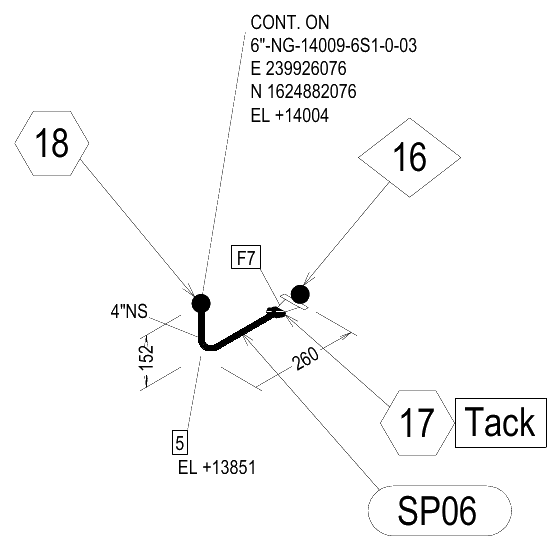 CONT. ON
6"-NG-14009-6S1-0-03
E 239926076
N 1624882076
EL +14004
18
16
F7
4"NS
152
260
17
Tack
5
EL +13851
SP06